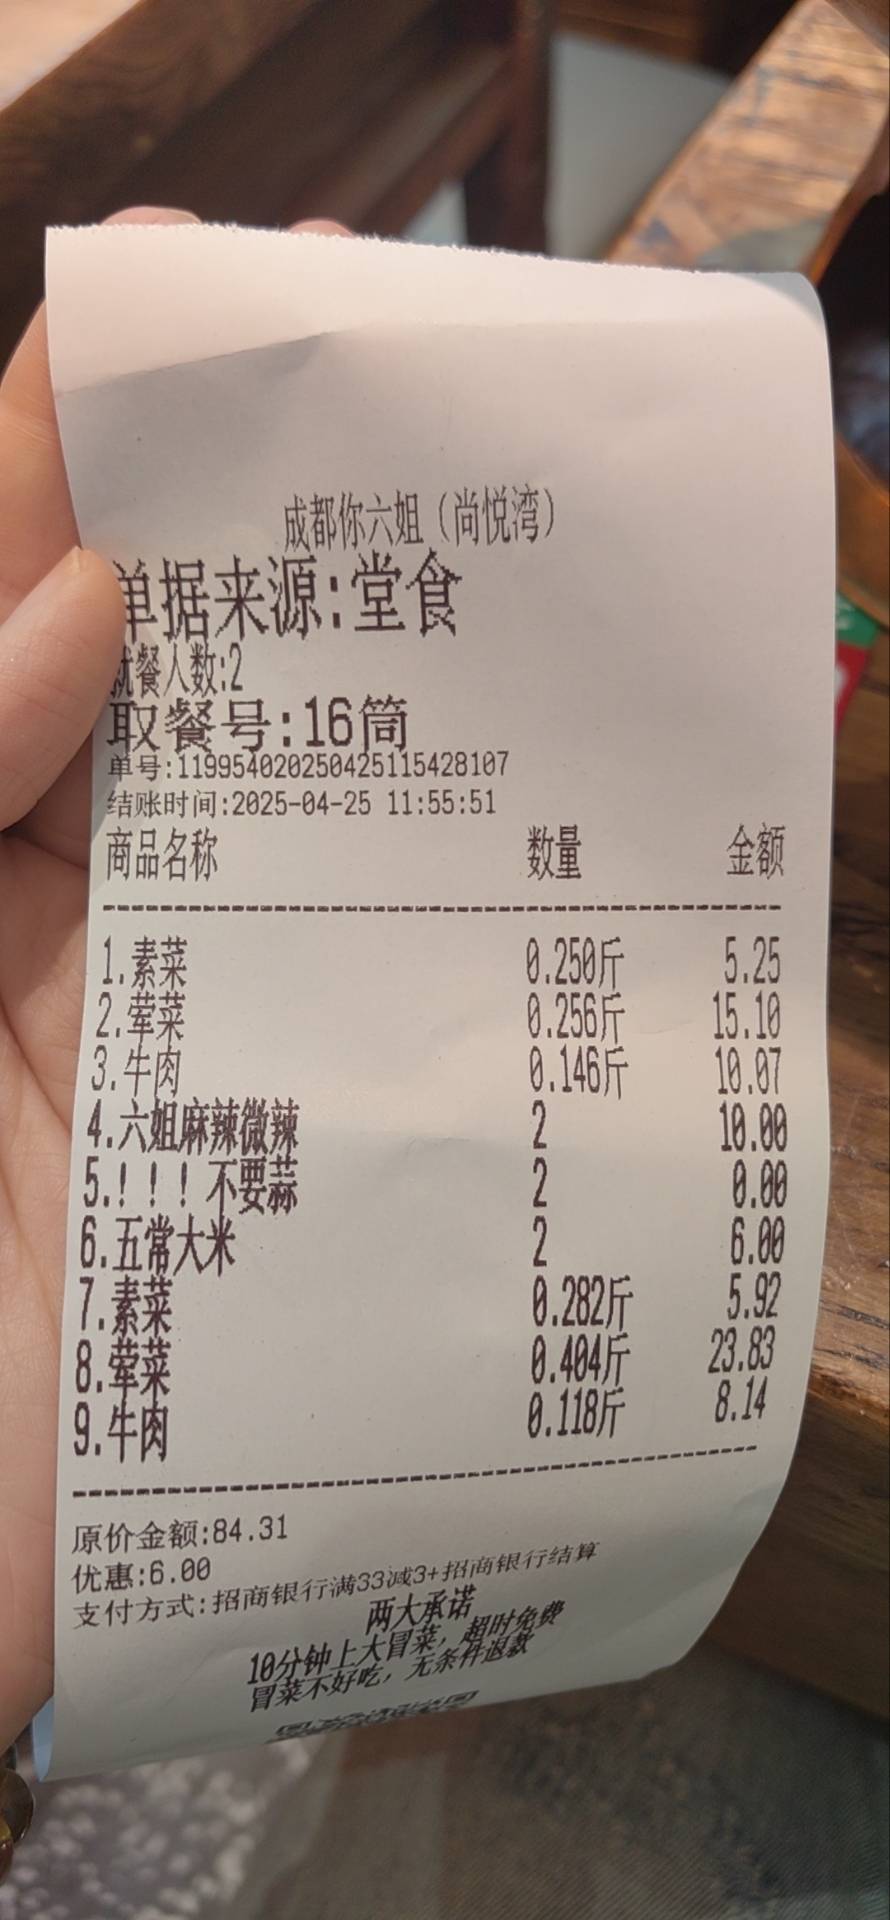 成都你六姐（尚悦湾）
单据来源:堂食
就餐人数:2
取餐号:16筒
单号:119954020250425115428107
结账时间:2025-04-25 11:55:51
商品名称 数量 金额
1.素菜 0.250斤 5.25
2.荤菜 0.256斤 15.10
3.牛肉 0.146斤 10.07
4.六姐麻辣微辣 2 10.00
5.！！！不要蒜 2 0.00
6.五常大米 2 6.00
7.素菜 0.282斤 5.92
8.荤菜 0.404斤 23.83
9.牛肉 0.118斤 8.14
原价金额:84.31
优惠:6.00
支付方式:招商银行满33减3+招商银行结算
两大承诺
10分钟上大冒菜，超时免费
冒菜不好吃，无条件退款